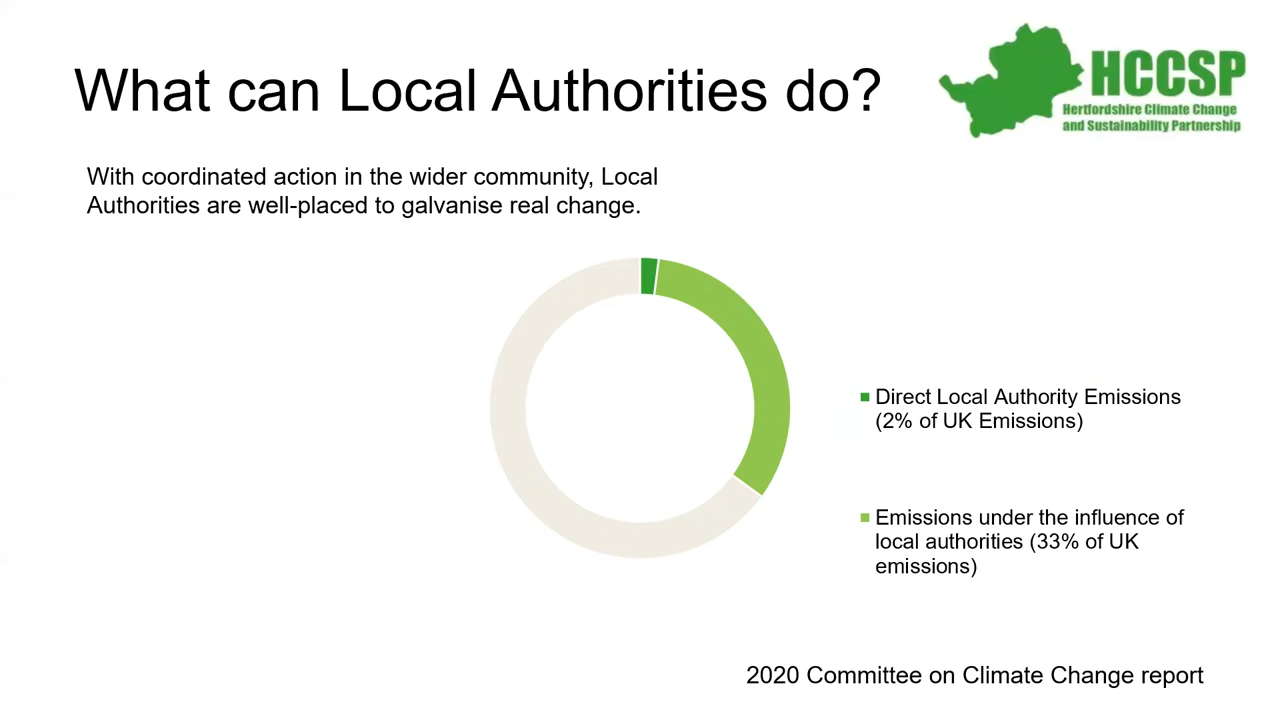 What can Local Authorities do?
HCCSP
Hertfordshire Climate Change
and Sustainability Partnership
With coordinated action in the wider community, Local
Authorities are well-placed to galvanise real change.
Direct Local Authority Emissions
(2% of UK Emissions)
Emissions under the influence of
local authorities (33% of UK
emissions)
2020 Committee on Climate Change report